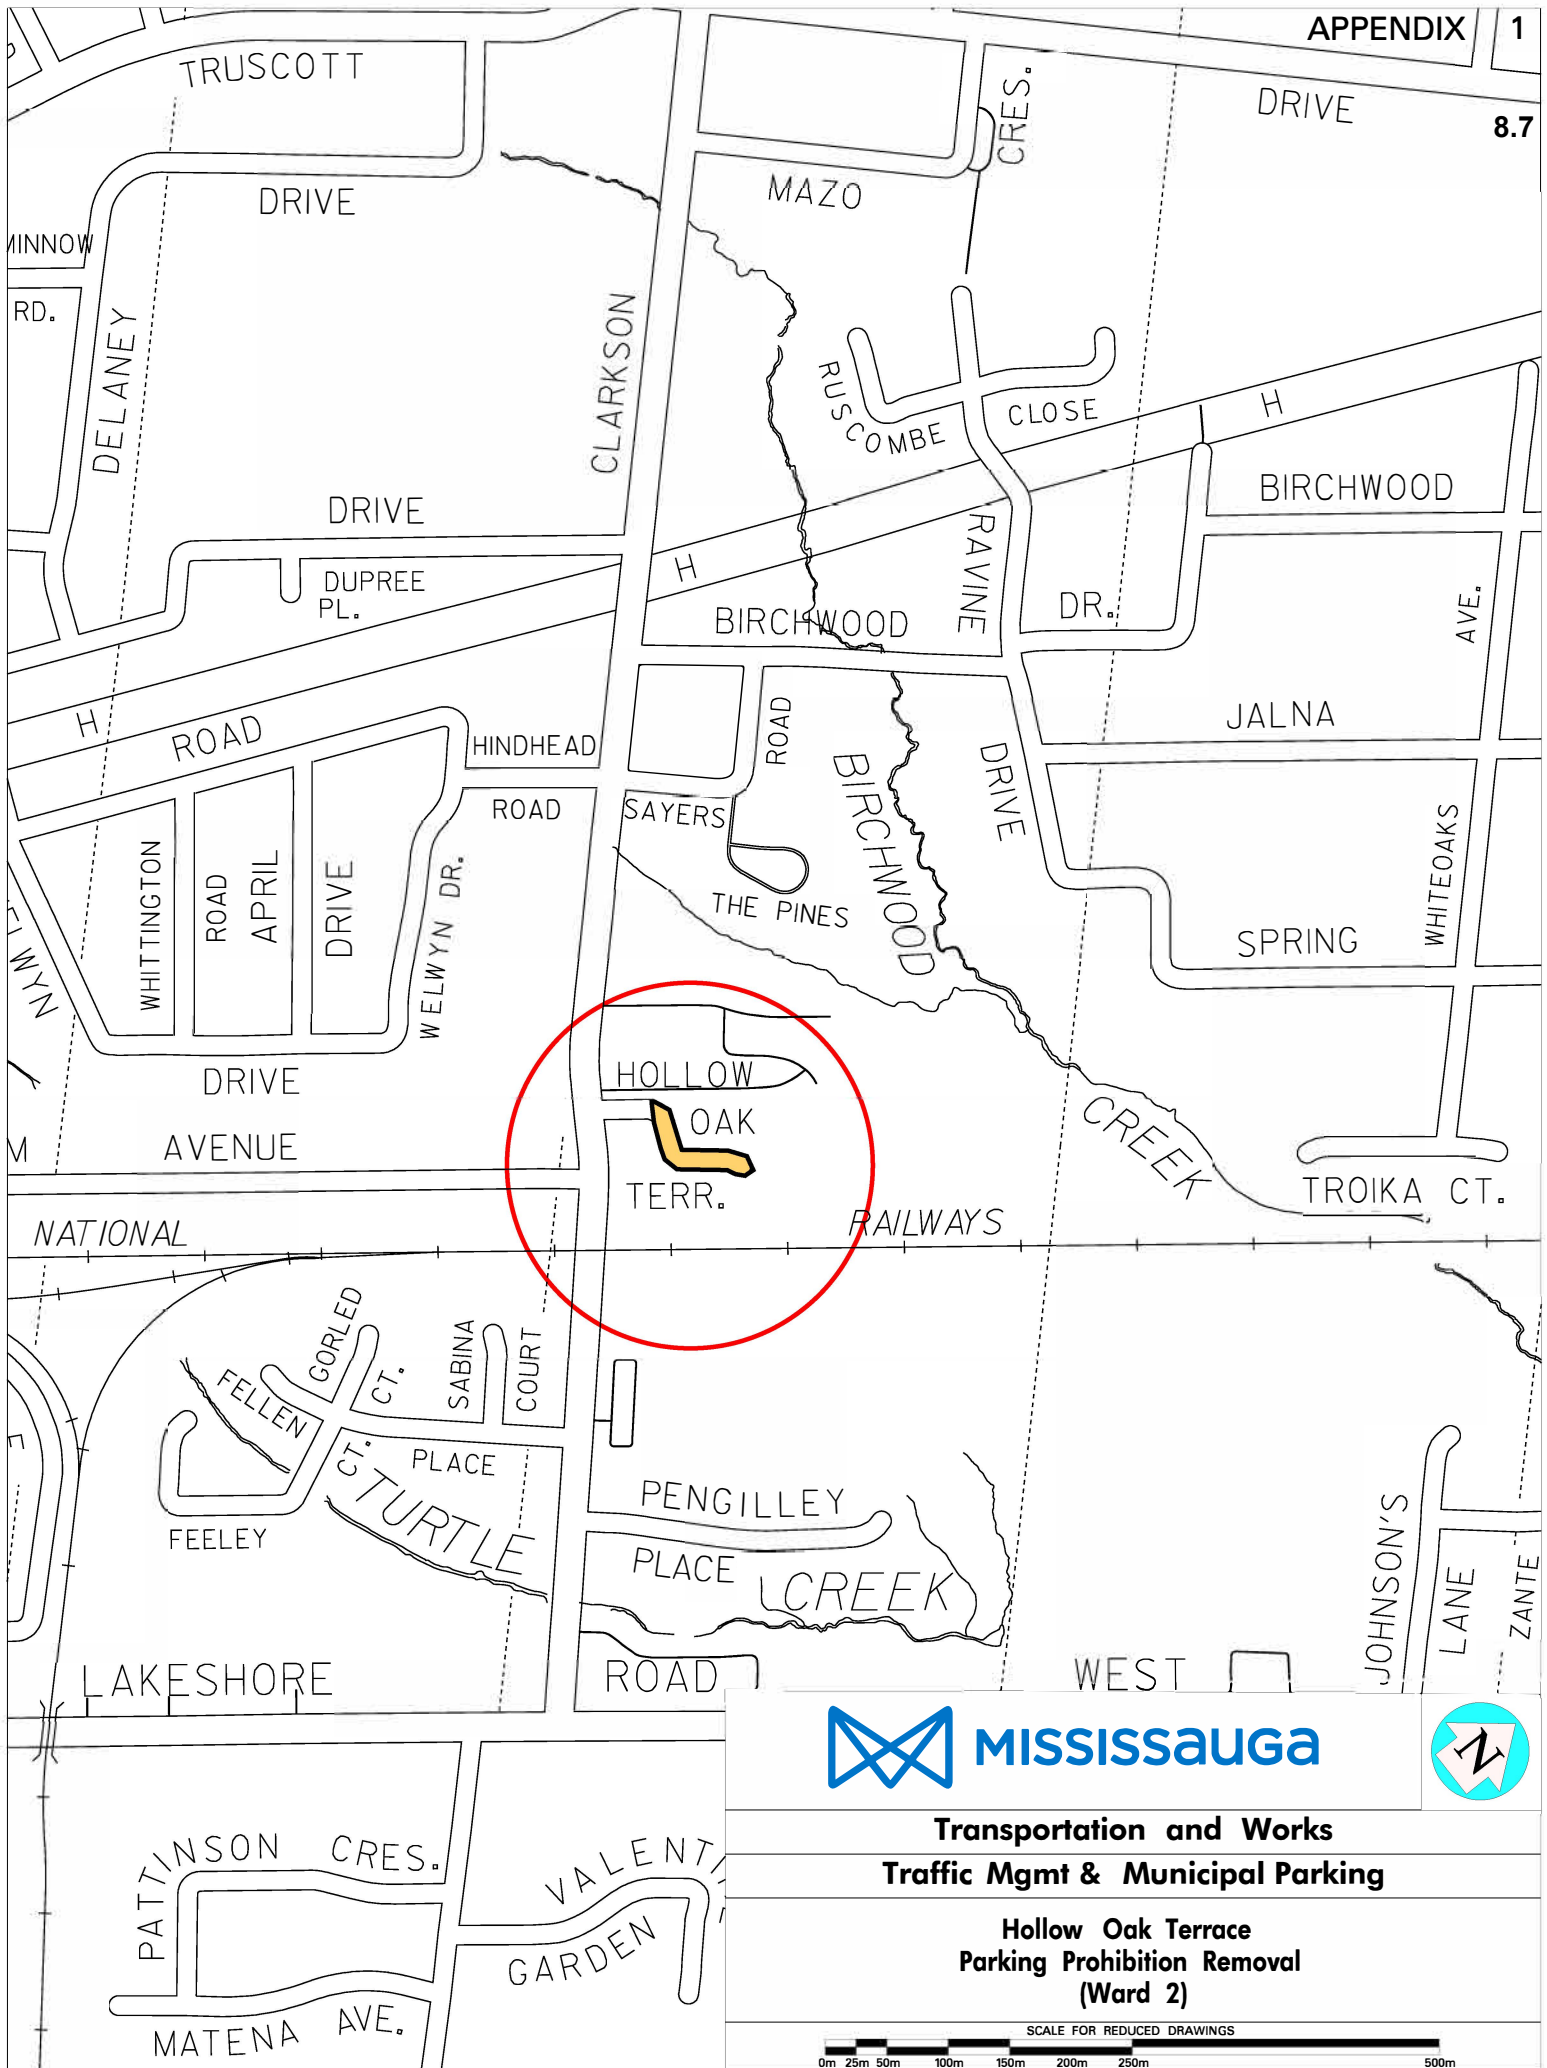 APPENDIX 1
8.7
TRUSCOTT
DRIVE
CRES.
MAZO
DRIVE
MINNOW
RD.
DELANEY
CLARKSON
RUSCOMBE
CLOSE
H
BIRCHWOOD
DRIVE
DUPREE
PL.
H
RAVINE
DR.
AVE.
BIRCHWOOD
H
ROAD
HINDHEAD
ROAD
ROAD
SAYERS
BIRCHWOOD
DRIVE
JALNA
WHITEOAKS
WHITTINGTON
ROAD
APRIL
DRIVE
WELWYN DR.
THE PINES
SPRING
ELWYN
DRIVE
HOLLOW
OAK
TERR.
CREEK
M
AVENUE
TROIKA CT.
NATIONAL
RAILWAYS
GORLED
CT.
SABINA
COURT
FELLEN
CT.
PLACE
FEELEY
TURTLE
PENGILLEY
PLACE
CREEK
JOHNSON'S
LANE
ZANTE
LAKESHORE
ROAD
WEST
MISSISSauGa
N
Transportation and Works
Traffic Mgmt & Municipal Parking
Hollow Oak Terrace
Parking Prohibition Removal
(Ward 2)
SCALE FOR REDUCED DRAWINGS
0m 25m 50m 100m 150m 200m 250m 500m
PATTINSON
CRES.
VALENT
GARDEN
MATENA
AVE.